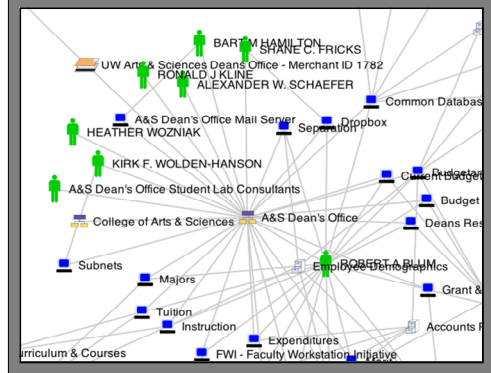 BART M HAMILTON
SHANE C. FRICKS
UW Arts & Sciences Deans Office - Merchant ID 1782
RONALD J KLINE
ALEXANDER W. SCHAEFER
Common Databas
A&S Dean's Office Mail Server
Dropbox
Separation
HEATHER WOZNIAK
KIRK F. WOLDEN-HANSON
Current Budget
Budgetar
A&S Dean's Office Student Lab Consultants
Budget
College of Arts & Sciences
A&S Dean's Office
Deans Res
ROBERT A BLUM
Employee Demographics
Subnets
Majors
Grant &
Tuition
Instruction
Accounts
Expenditures
urriculum & Courses
FWI - Faculty Workstation Initiative